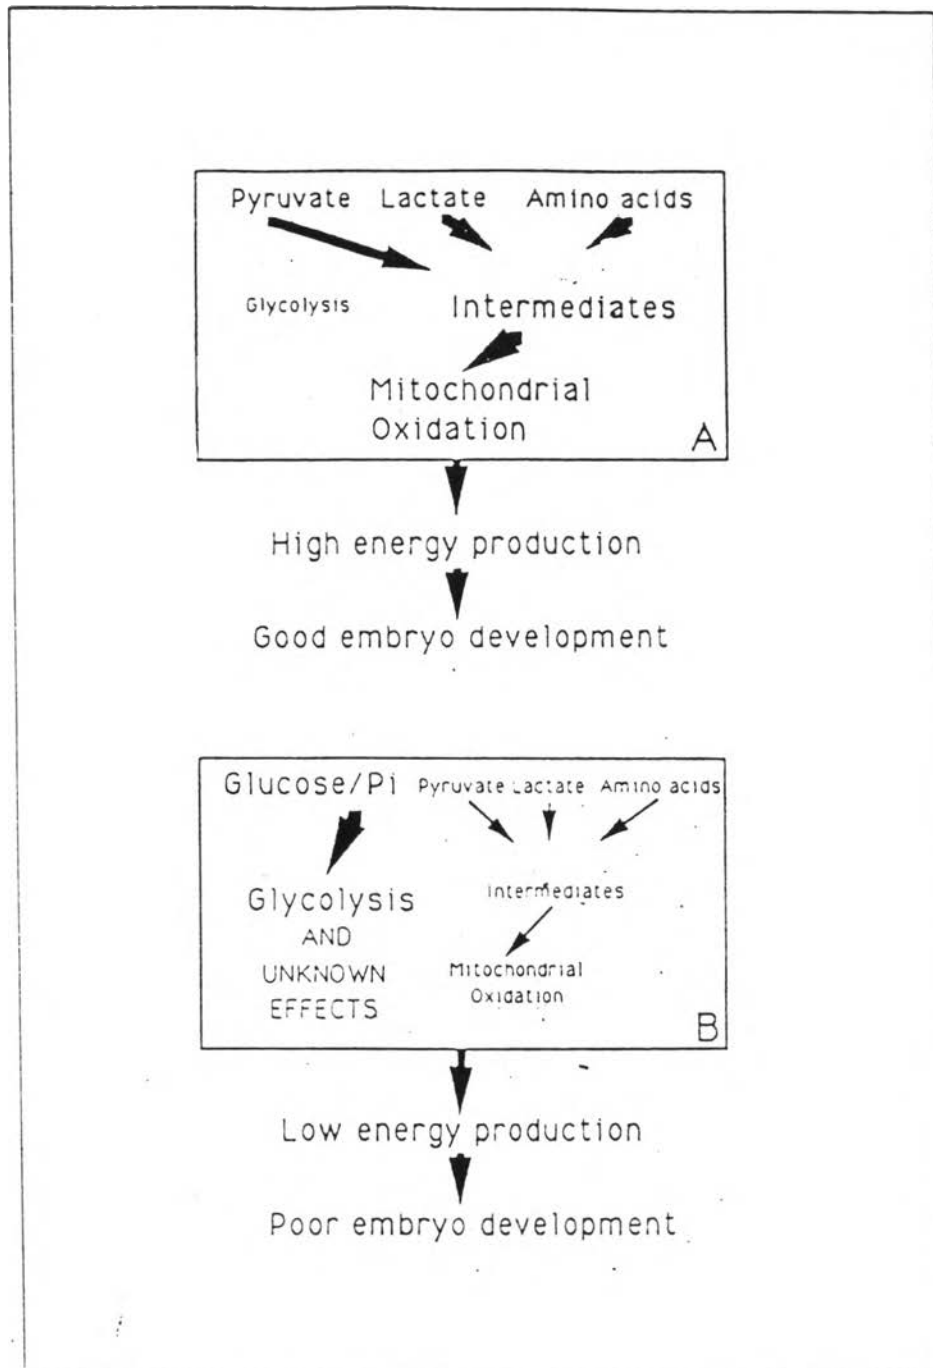 Pyruvate Lactate Amino acids
Glycolysis Intermediates
Mitochondrial
Oxidation
A
High energy production
Good embryo development
Glucose/Pi Pyruvate Lactate Amino acids
Glycolysis Intermediates
AND
UNKNOWN Mitochondrial
EFFECTS Oxidation
B
Low energy production
Poor embryo development